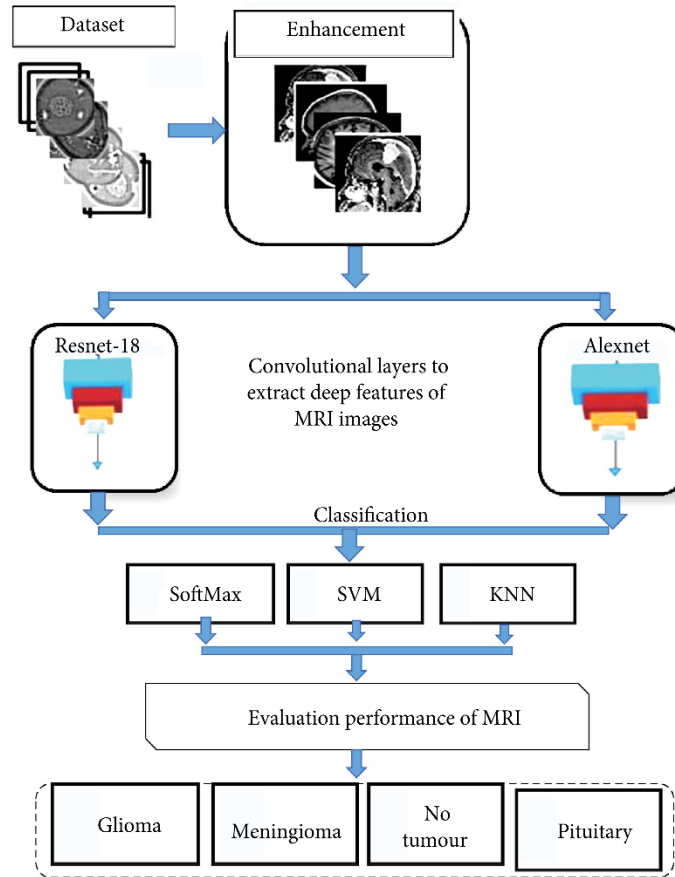 Dataset
Enhancement
Resnet-18
Alexnet
Convolutional layers to
extract deep features of
MRI images
Classification
SoftMax
SVM
KNN
Evaluation performance of MRI
Glioma
Meningioma
No
tumour
Pituitary